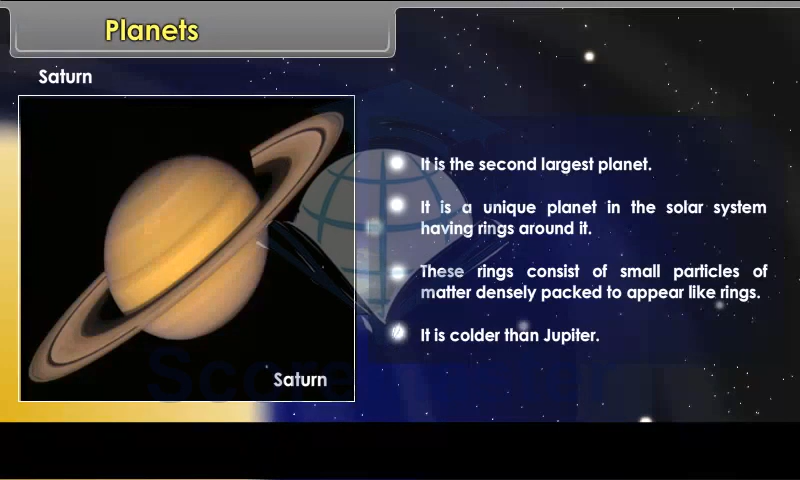 Planets
Saturn
It is the second largest planet.
It is a unique planet in the solar system
having rings around it.
These rings consist of small particles of
matter densely packed to appear like rings.
It is colder than Jupiter.
Saturn